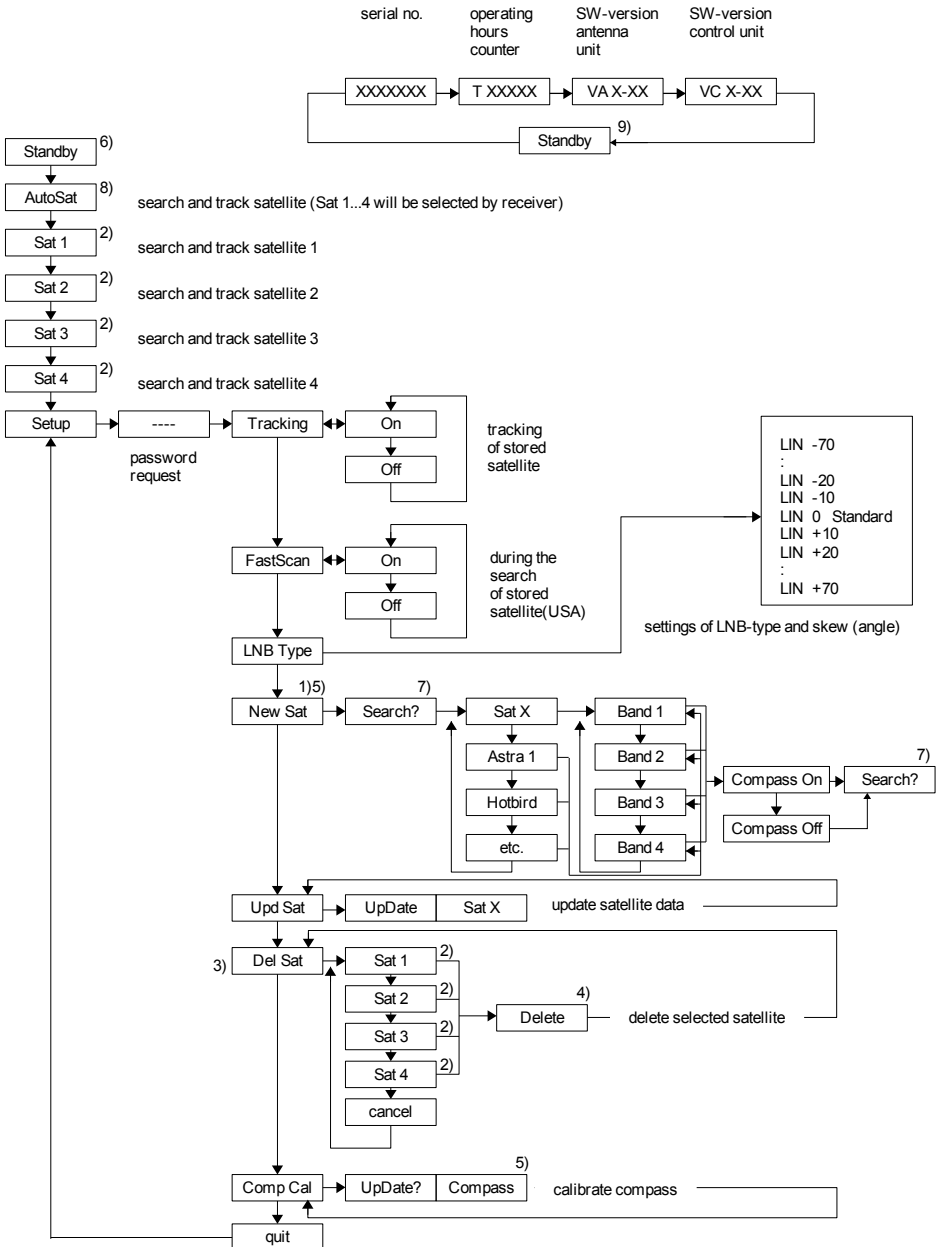 serial no.
operating hours counter
SW-version antenna unit
SW-version control unit
XXXXXXX
T XXXXX
VA X-XX
VC X-XX
Standby 9)
Standby 6)
AutoSat 8)
search and track satellite (Sat 1...4 will be selected by receiver)
Sat 1 2)
search and track satellite 1
Sat 2 2)
search and track satellite 2
Sat 3 2)
search and track satellite 3
Sat 4 2)
search and track satellite 4
Setup
----
password
request
Tracking
On
Off
tracking
of stored
satellite
FastScan
On
Off
during the
search
of stored
satellite(USA)
LIN -70
:
LIN -20
LIN -10
LIN 0 Standard
LIN +10
LIN +20
:
LIN +70
settings of LNB-type and skew (angle)
LNB Type
1)5)
New Sat
7)
Search?
Sat X
Astra 1
Hotbird
etc.
Band 1
Band 2
Band 3
Band 4
Compass On
Compass Off
7)
Search?
Upd Sat
UpDate
Sat X
update satellite data
3)
Del Sat
Sat 1 2)
Sat 2 2)
Sat 3 2)
Sat 4 2)
cancel
4)
Delete
delete selected satellite
Comp Cal
UpDate?
5)
Compass
calibrate compass
quit